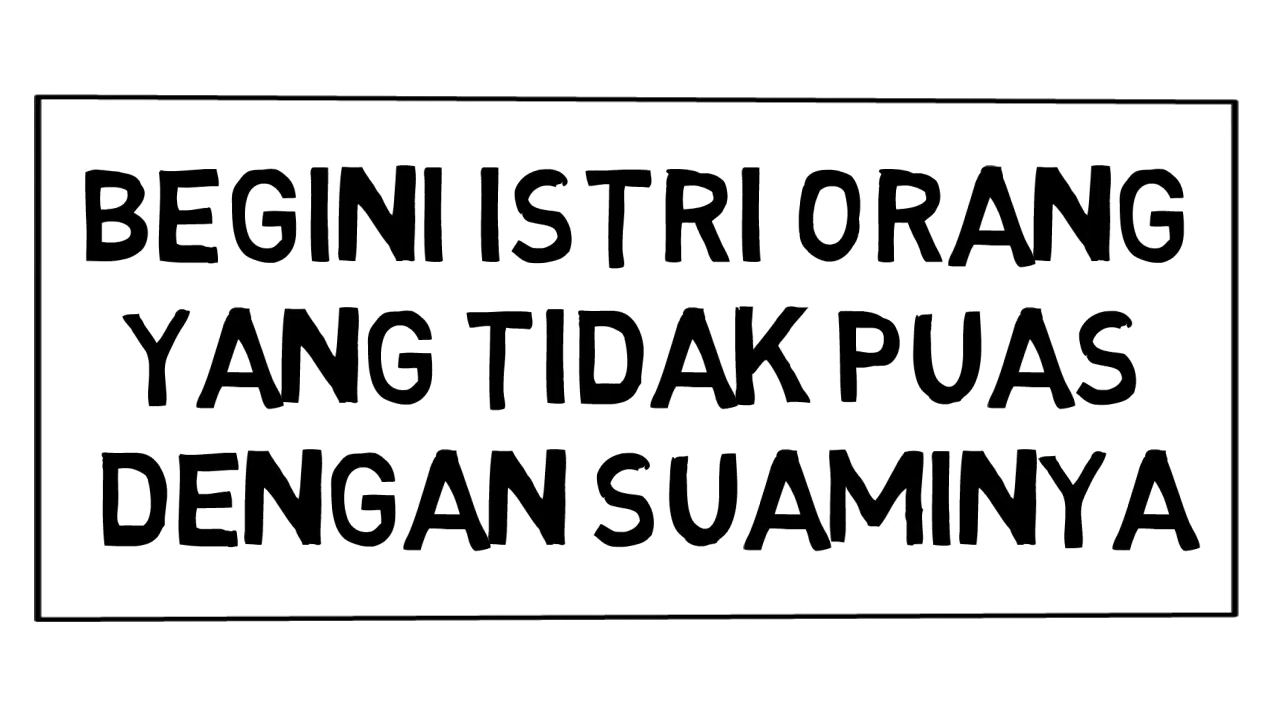 BEGINI ISTRI ORANG
YANG TIDAK PUAS
DENGAN SUAMINYA